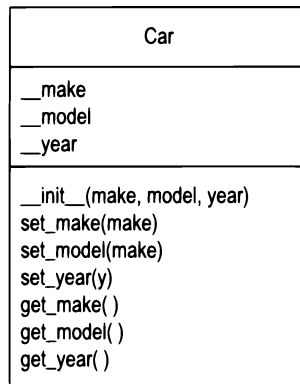 Car
__make
__model
__year
__init__(make, model, year)
set_make(make)
set_model(make)
set_year(y)
get_make( )
get_model( )
get_year( )